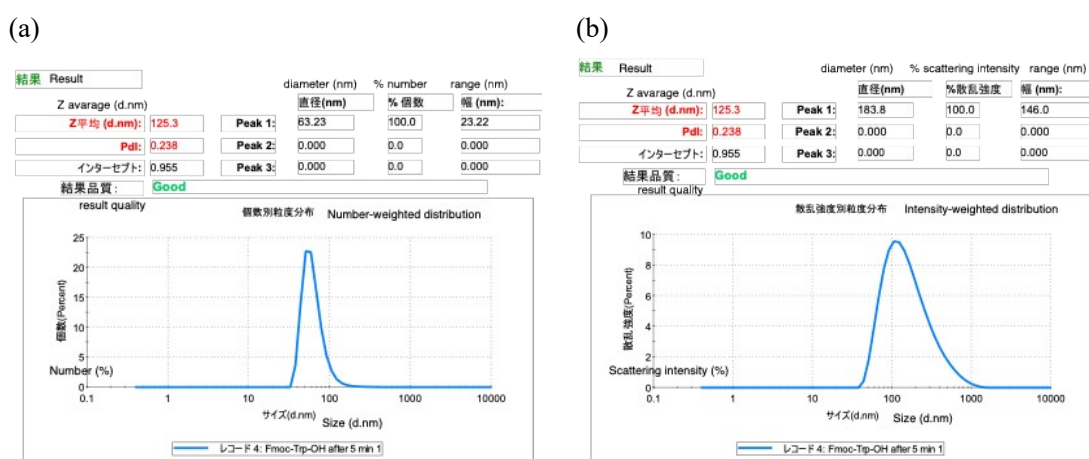 (a)
結果 Result
diameter (nm) % number range (nm)
Z avarage (d.nm) 直径(nm) % 個数 幅 (nm):
Z平均 (d.nm): 125.3 Peak 1: 63.23 100.0 23.22
PdI: 0.238 Peak 2: 0.000 0.0 0.000
インターセプト: 0.955 Peak 3: 0.000 0.0 0.000
結果品質: Good
result quality
個数別粒度分布 Number-weighted distribution
25
20
15
10
5
0
個数(Percent)
Number (%)
0.1 1 10 100 1000 10000
サイズ(d.nm) Size (d.nm)
レコード 4: Fmoc-Trp-OH after 5 min 1
(b)
結果 Result
diameter (nm) % scattering intensity range (nm)
Z avarage (d.nm) 直径(nm) %散乱強度 幅 (nm):
Z平均 (d.nm): 125.3 Peak 1: 183.8 100.0 146.0
PdI: 0.238 Peak 2: 0.000 0.0 0.000
インターセプト: 0.955 Peak 3: 0.000 0.0 0.000
結果品質: Good
result quality
散乱強度別粒度分布 Intensity-weighted distribution
10
8
6
4
2
0
散乱強度(Percent)
Scattering intensity (%)
0.1 1 10 100 1000 10000
サイズ(d.nm) Size (d.nm)
レコード 4: Fmoc-Trp-OH after 5 min 1